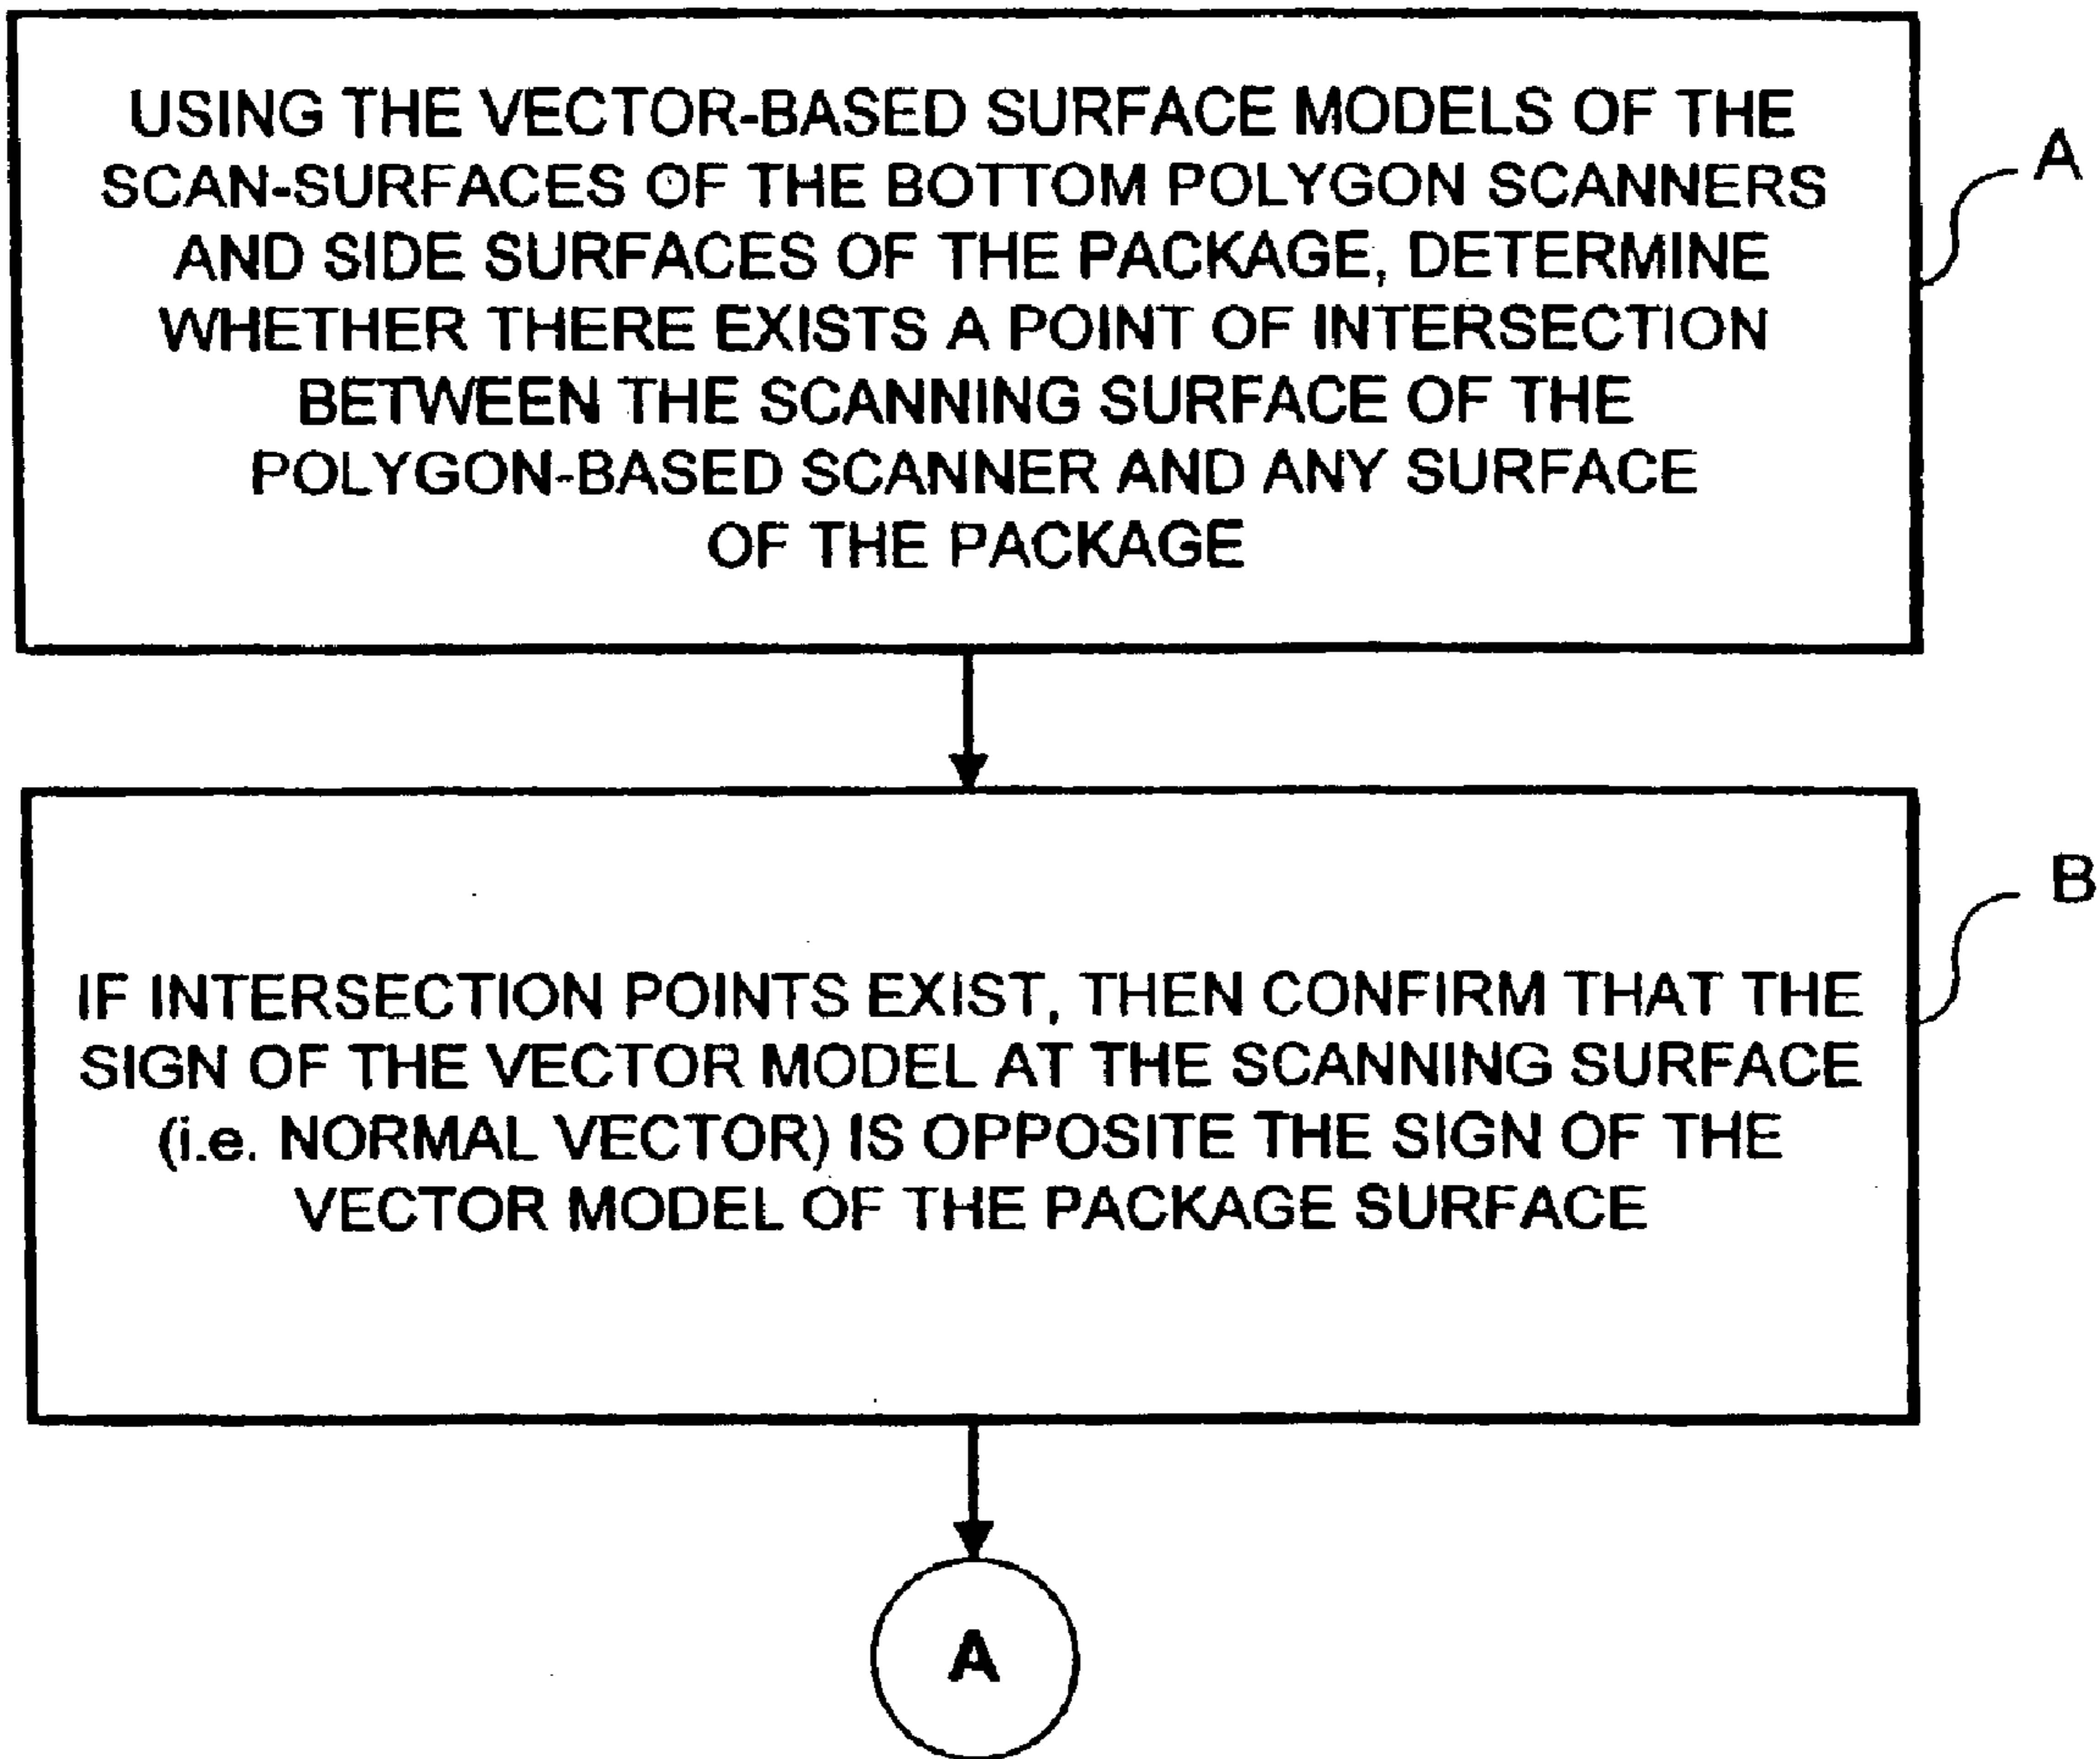 USING THE VECTOR-BASED SURFACE MODELS OF THE
SCAN-SURFACES OF THE BOTTOM POLYGON SCANNERS
AND SIDE SURFACES OF THE PACKAGE, DETERMINE
WHETHER THERE EXISTS A POINT OF INTERSECTION
BETWEEN THE SCANNING SURFACE OF THE
POLYGON-BASED SCANNER AND ANY SURFACE
OF THE PACKAGE
A
IF INTERSECTION POINTS EXIST, THEN CONFIRM THAT THE
SIGN OF THE VECTOR MODEL AT THE SCANNING SURFACE
(i.e. NORMAL VECTOR) IS OPPOSITE THE SIGN OF THE
VECTOR MODEL OF THE PACKAGE SURFACE
B
A